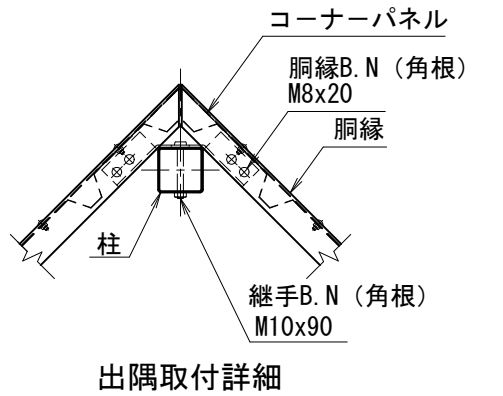 コーナーパネル
胴縁B.N（角根）
M8x20
胴縁
柱
継手B.N（角根）
M10x90
出隅取付詳細